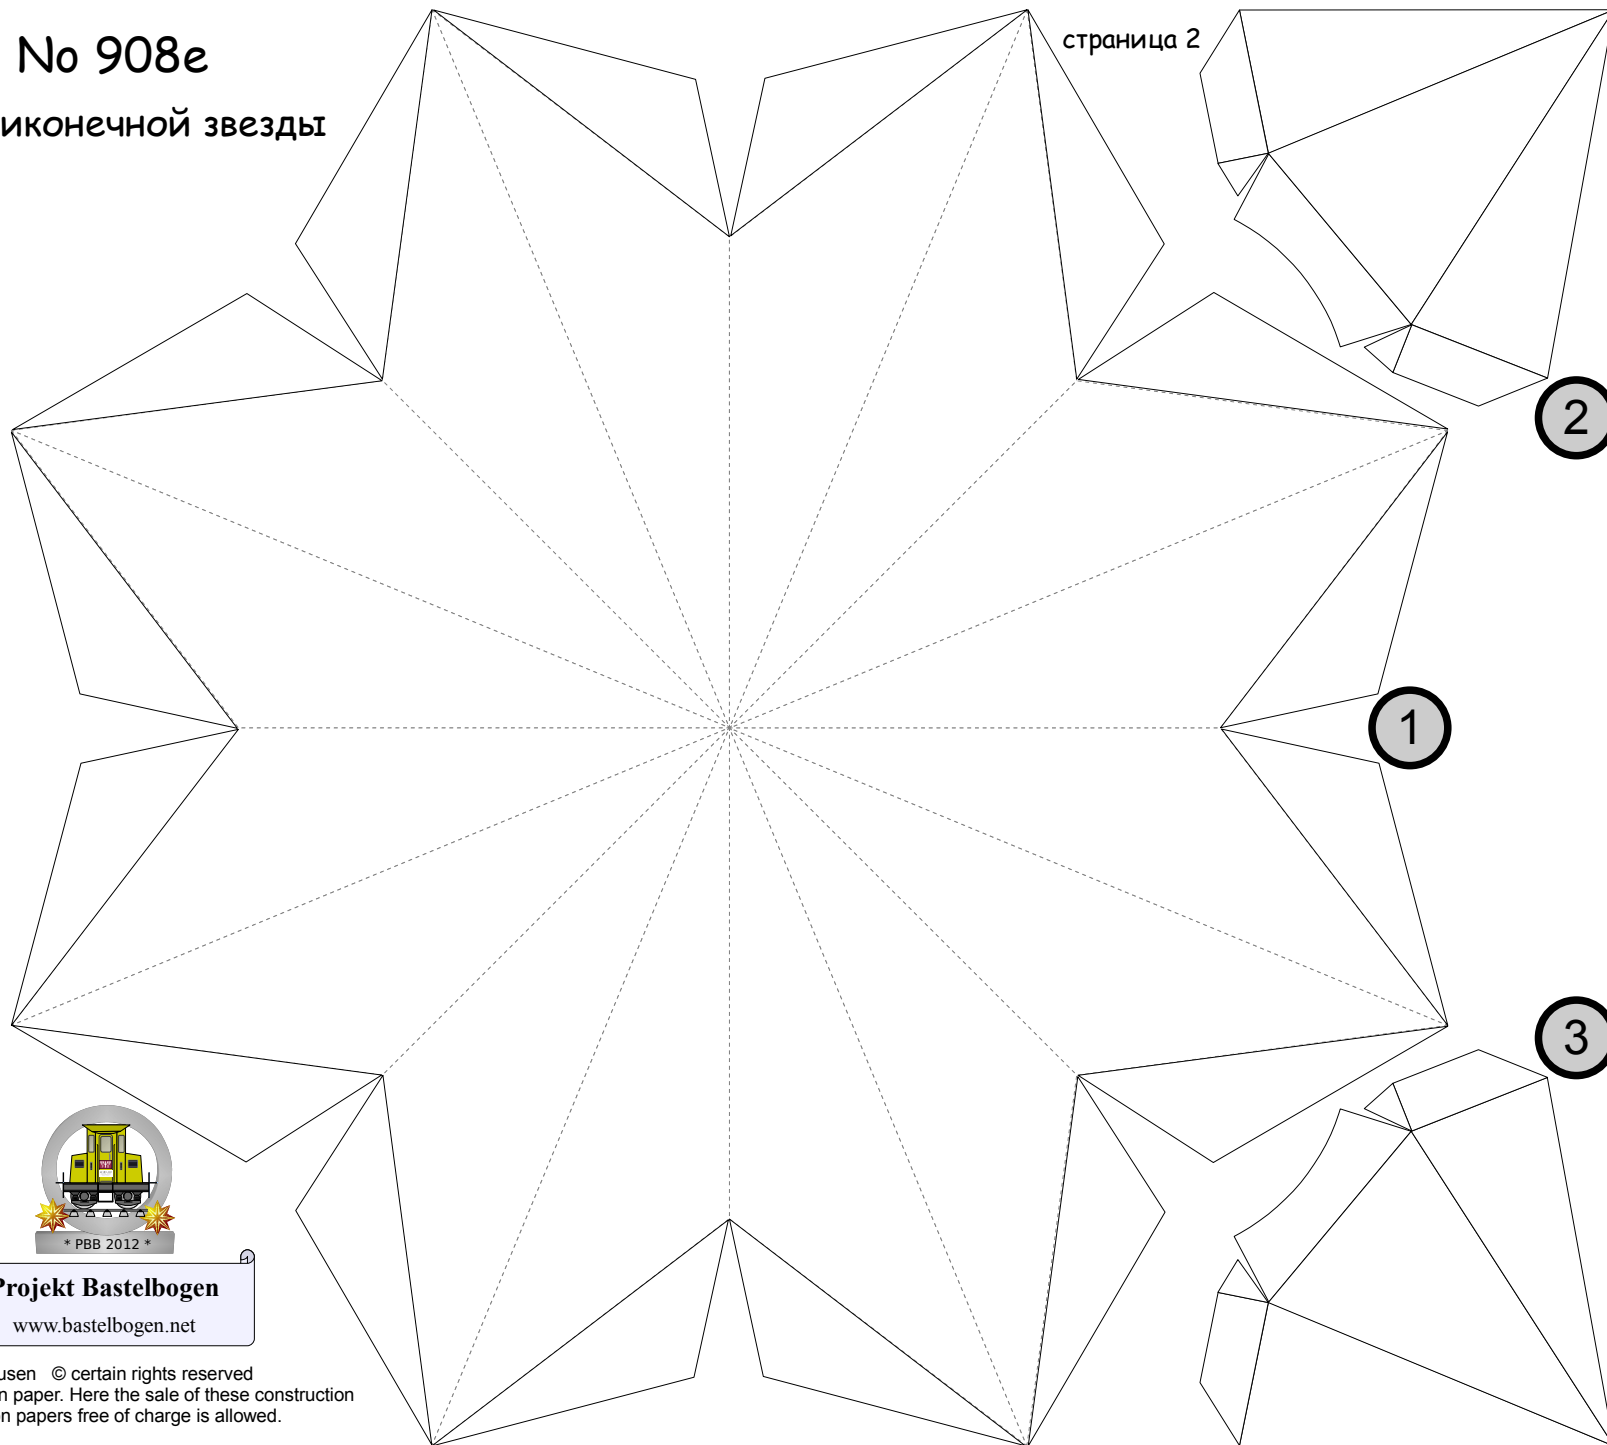 No 908e
страница 2
иконечной звезды
2
1
3
* PBB 2012 *
Projekt Bastelbogen
www.bastelbogen.net
usen © certain rights reserved
n paper. Here the sale of these construction
on papers free of charge is allowed.